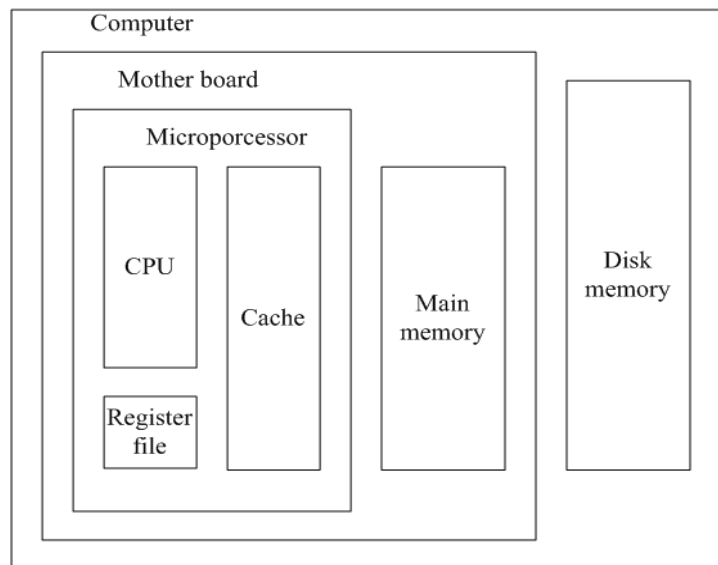 Computer
Mother board
Microporcessor
CPU
Cache
Register
file
Main
memory
Disk
memory